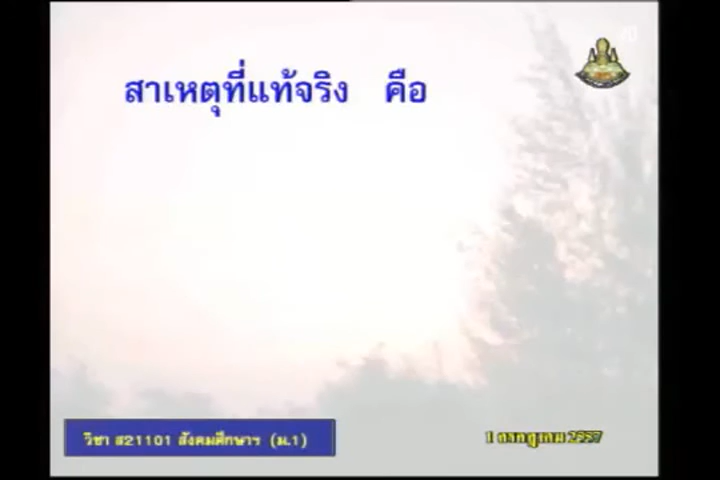 สาเหตุที่แท้จริง คือ
วิชา ส21101 สังคมศึกษาฯ (ม.1)
1 กรกฎาคม 2557